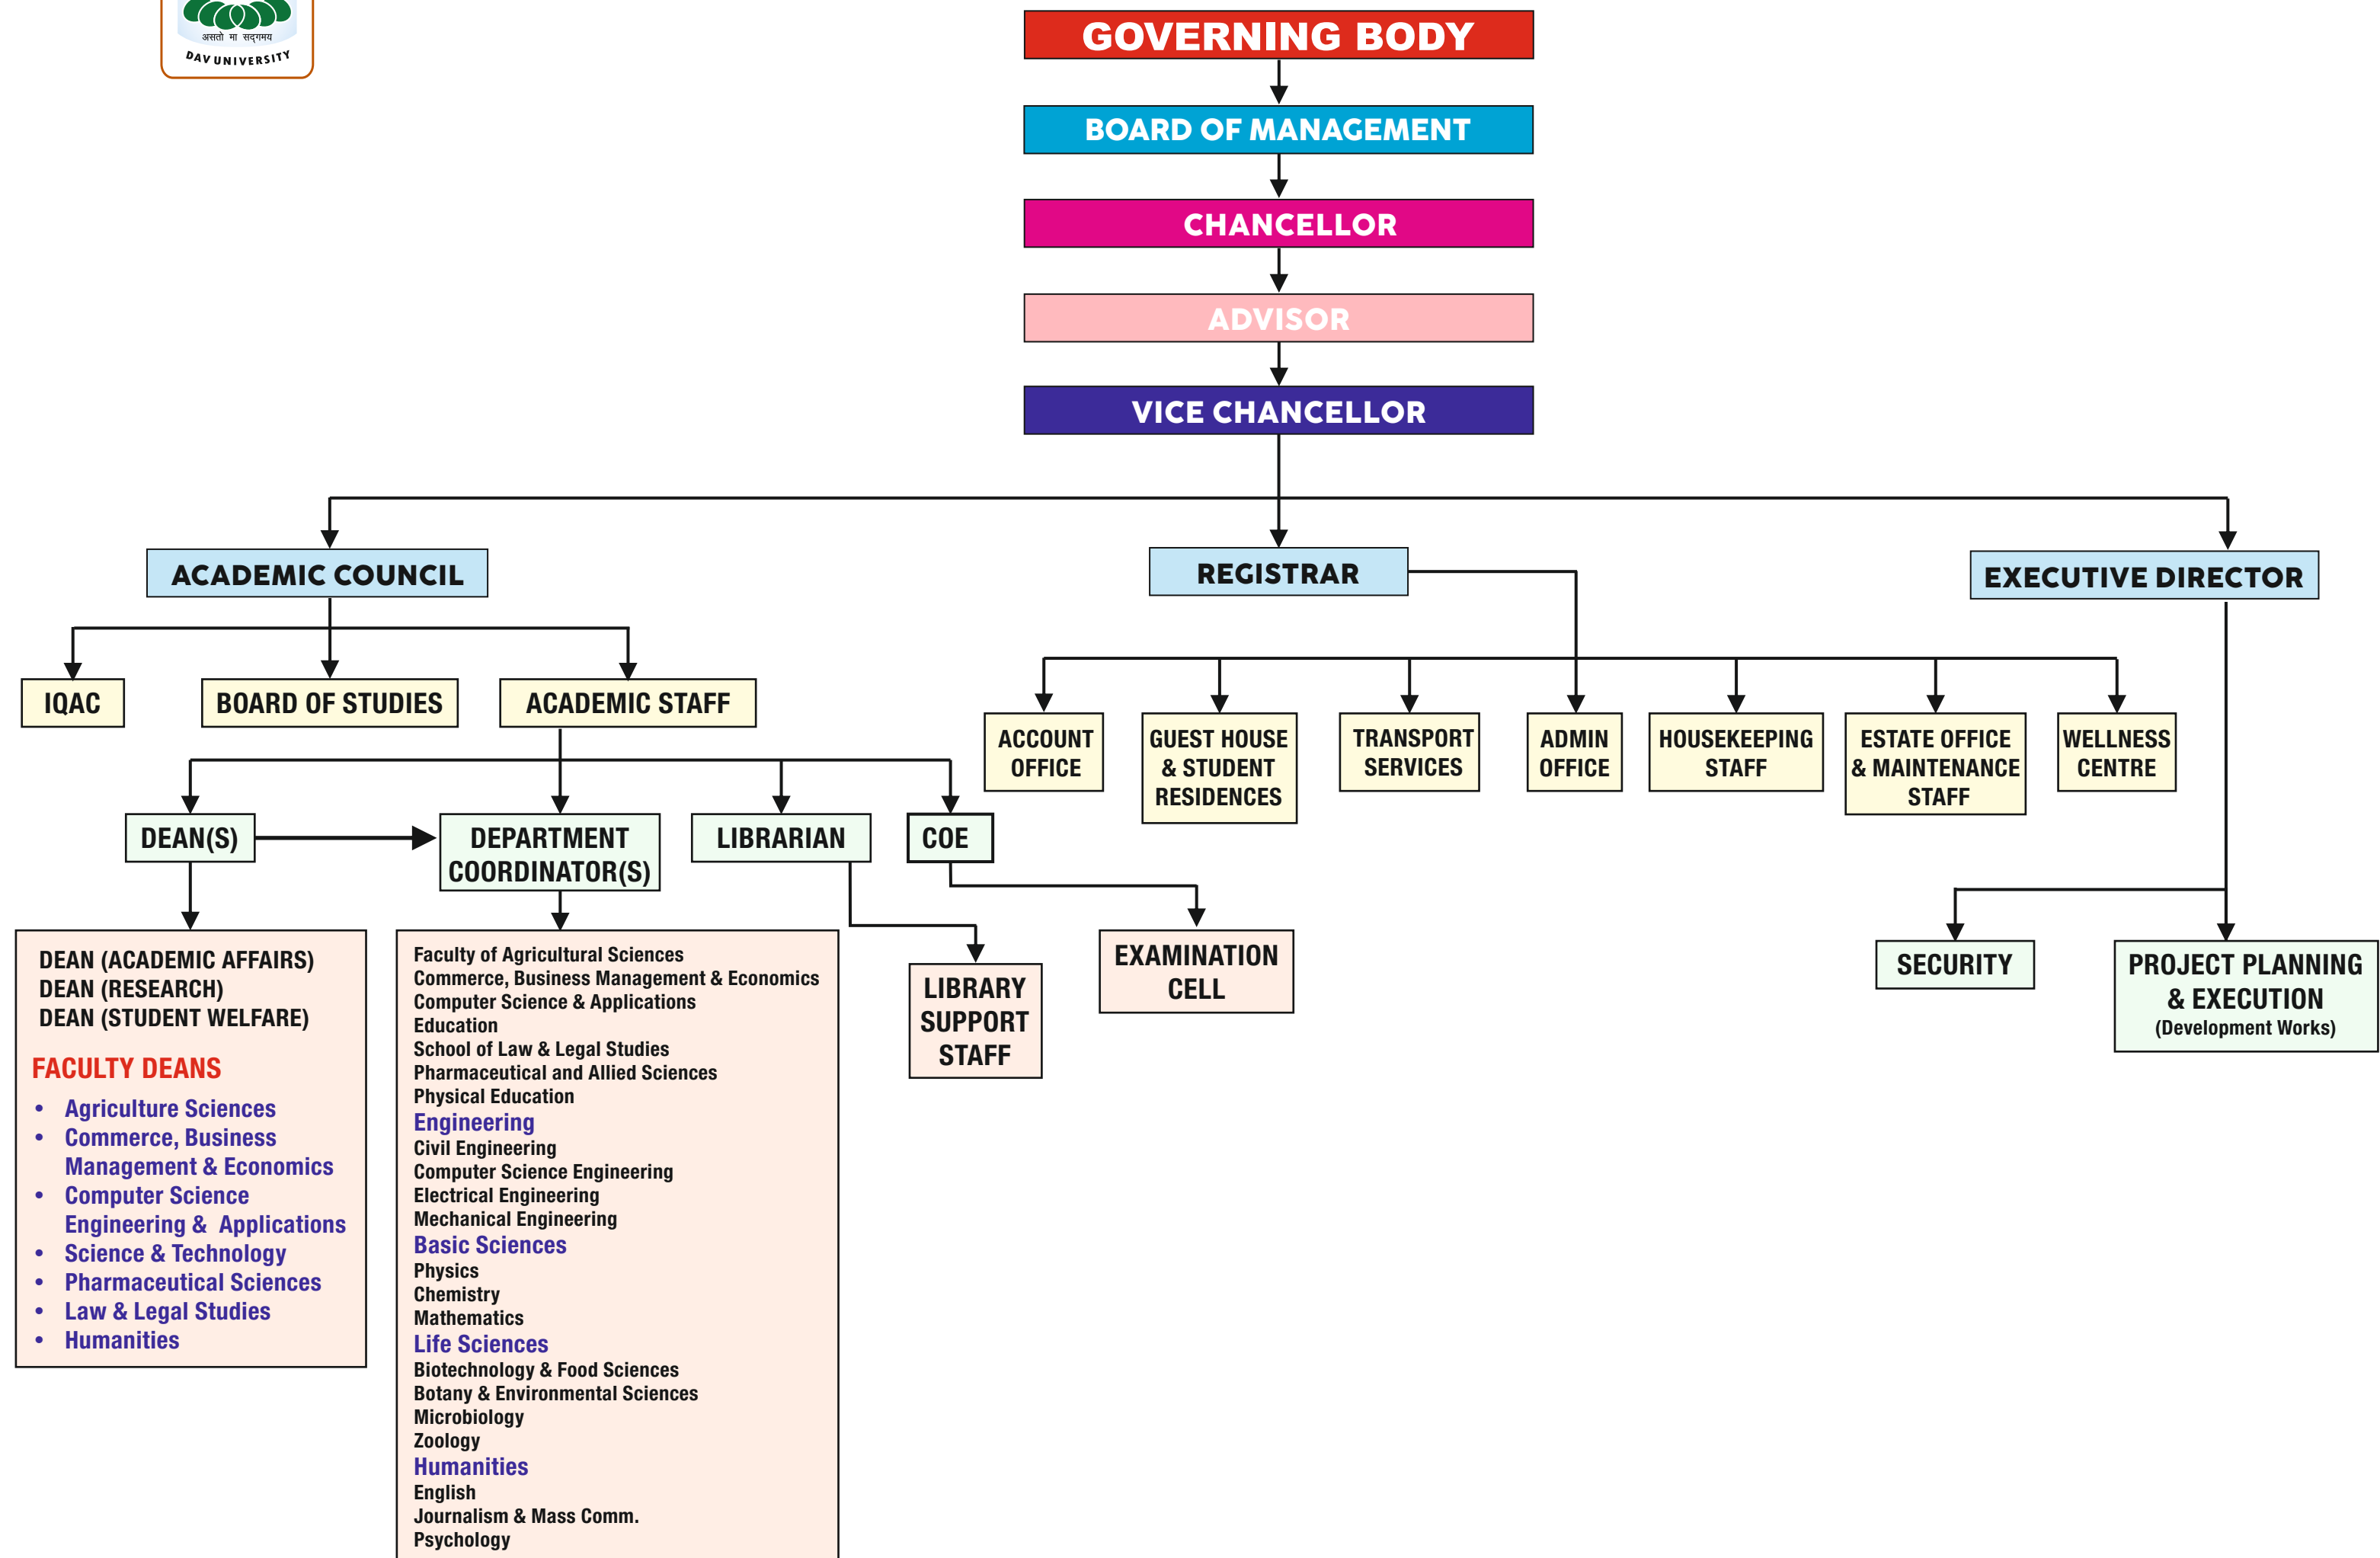 असतो मा सद्गमय
DAV UNIVERSITY
GOVERNING BODY
BOARD OF MANAGEMENT
CHANCELLOR
ADVISOR
VICE CHANCELLOR
ACADEMIC COUNCIL
REGISTRAR
EXECUTIVE DIRECTOR
IQAC
BOARD OF STUDIES
ACADEMIC STAFF
ACCOUNT
OFFICE
GUEST HOUSE
& STUDENT
RESIDENCES
TRANSPORT
SERVICES
ADMIN
OFFICE
HOUSEKEEPING
STAFF
ESTATE OFFICE
& MAINTENANCE
STAFF
WELLNESS
CENTRE
DEAN(S)
DEPARTMENT
COORDINATOR(S)
LIBRARIAN
COE
DEAN (ACADEMIC AFFAIRS)
DEAN (RESEARCH)
DEAN (STUDENT WELFARE)
FACULTY DEANS
• Agriculture Sciences
• Commerce, Business
Management & Economics
• Computer Science
Engineering & Applications
• Science & Technology
• Pharmaceutical Sciences
• Law & Legal Studies
• Humanities
Faculty of Agricultural Sciences
Commerce, Business Management & Economics
Computer Science & Applications
Education
School of Law & Legal Studies
Pharmaceutical and Allied Sciences
Physical Education
Engineering
Civil Engineering
Computer Science Engineering
Electrical Engineering
Mechanical Engineering
Basic Sciences
Physics
Chemistry
Mathematics
Life Sciences
Biotechnology & Food Sciences
Botany & Environmental Sciences
Microbiology
Zoology
Humanities
English
Journalism & Mass Comm.
Psychology
LIBRARY
SUPPORT
STAFF
EXAMINATION
CELL
SECURITY
PROJECT PLANNING
& EXECUTION
(Development Works)